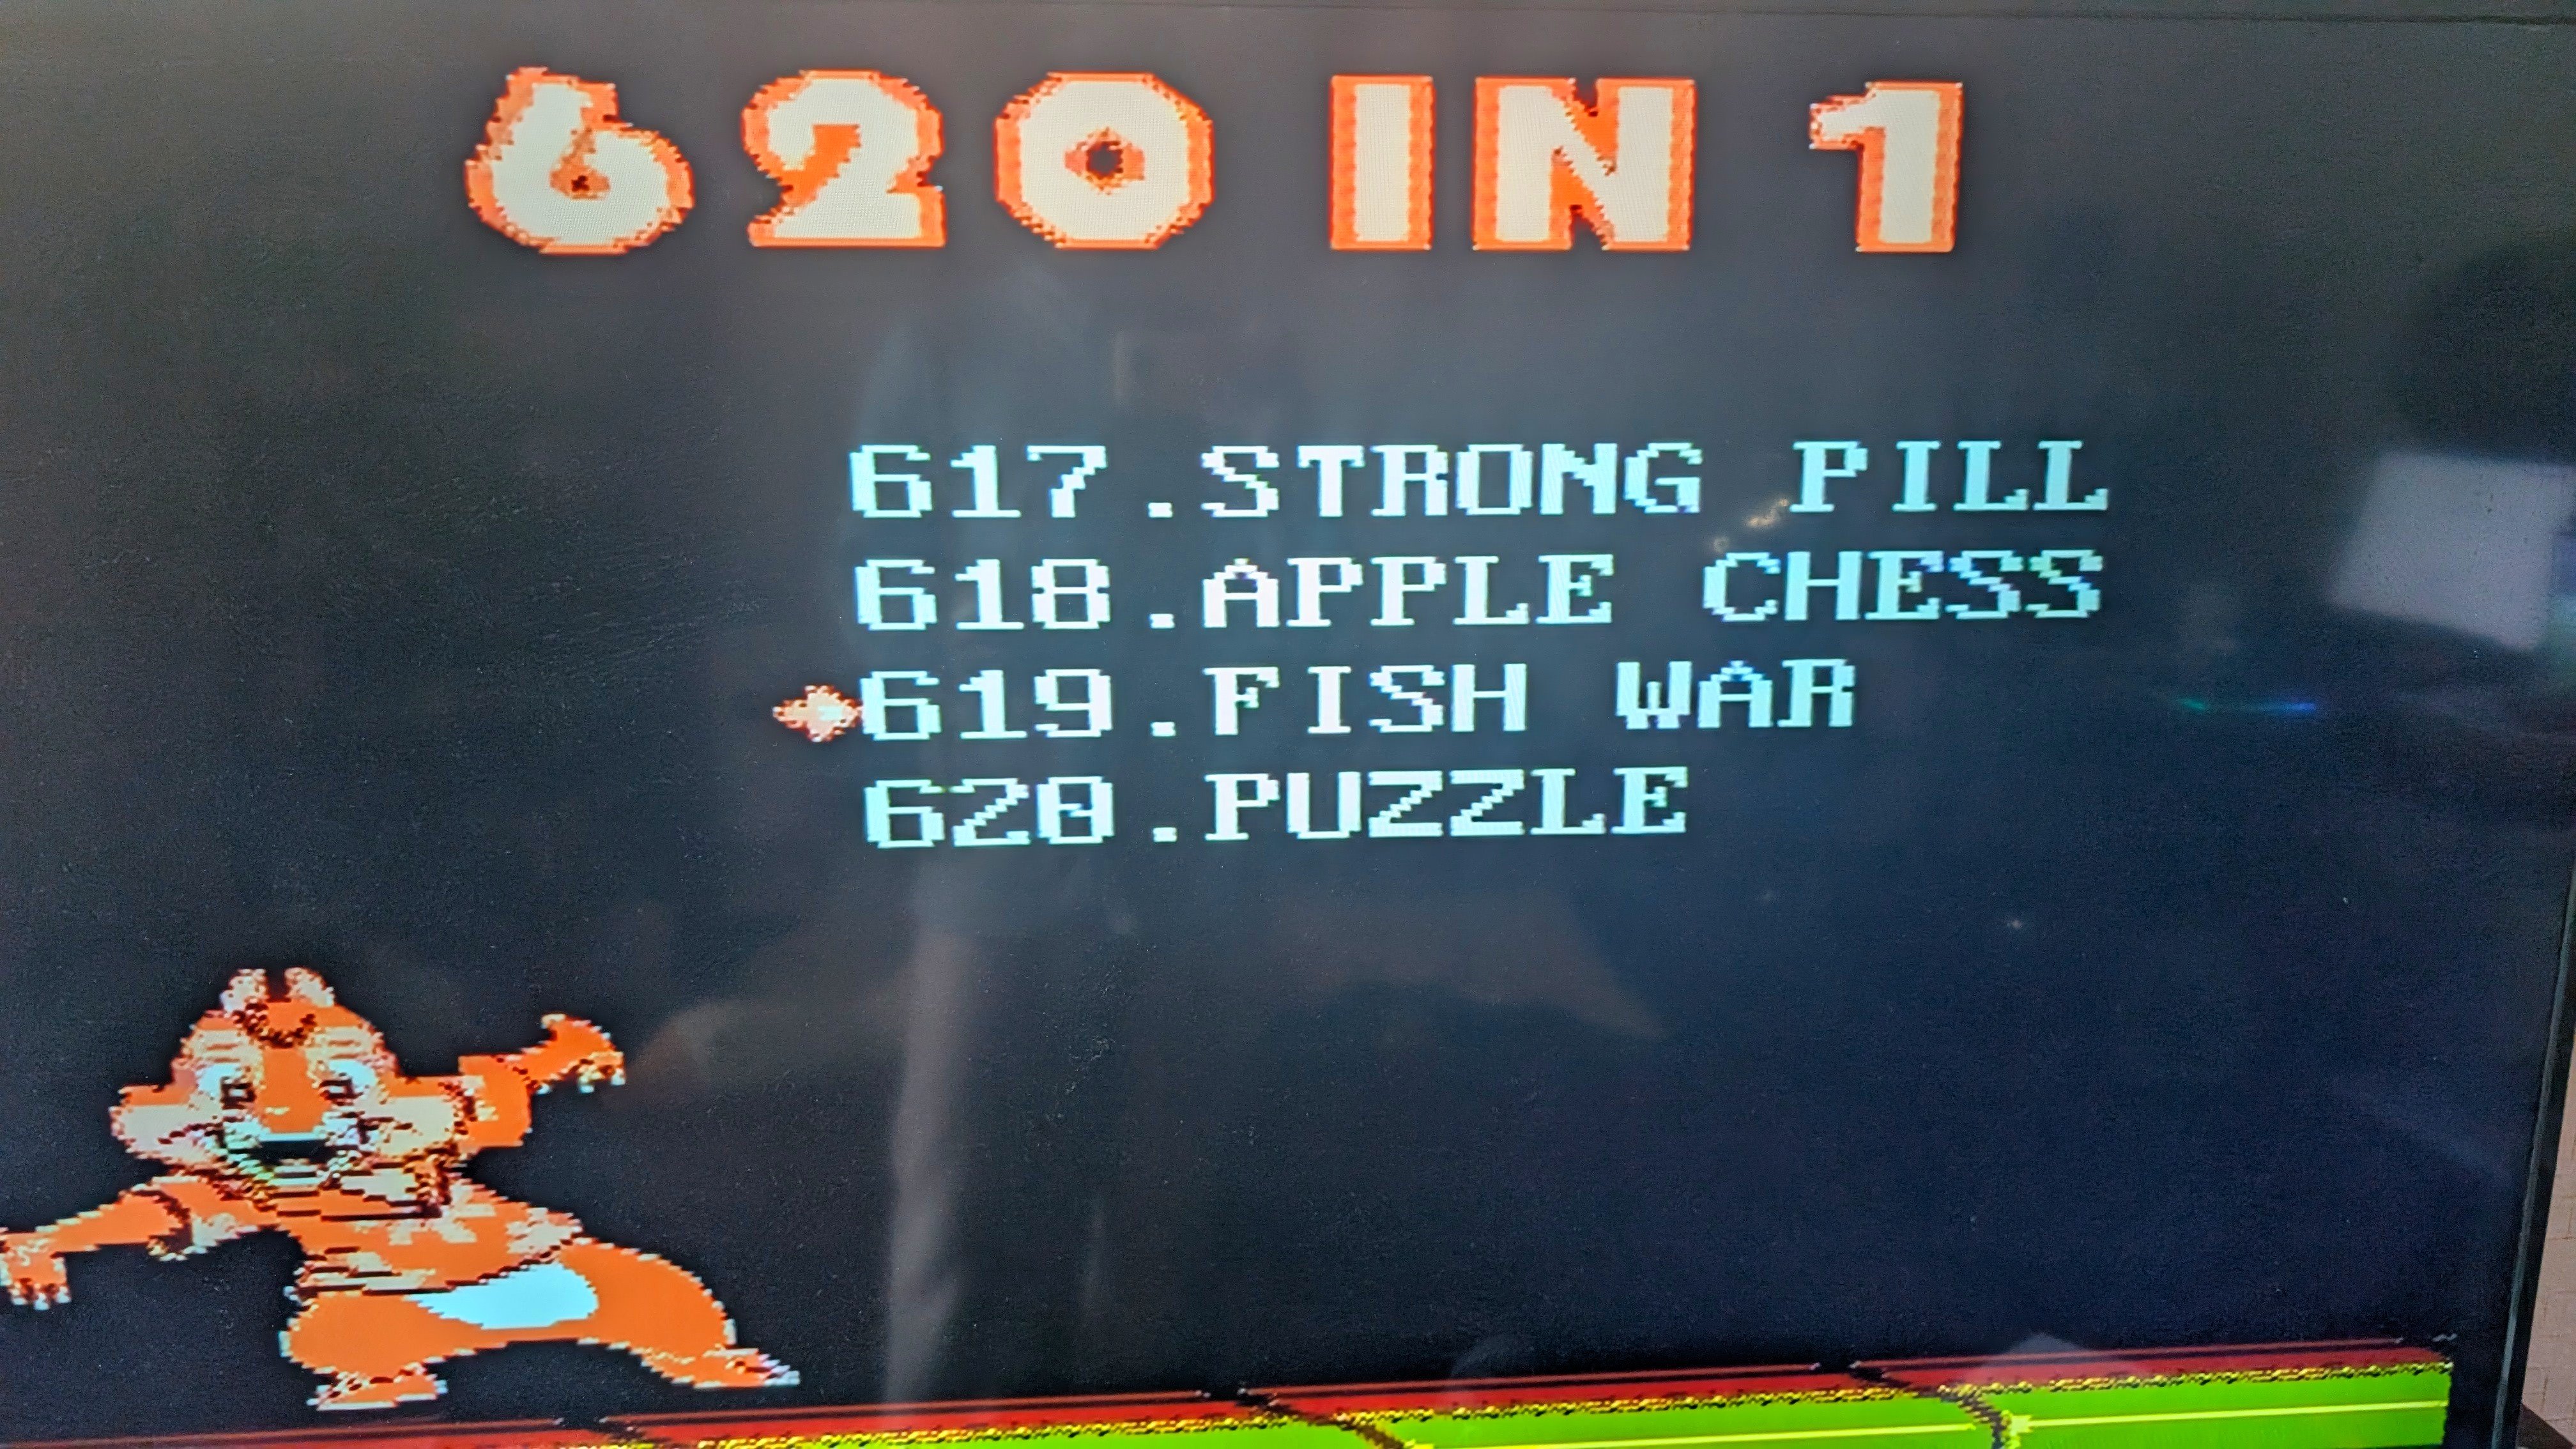 620 IN 1
617.STRONG PILL
618.APPLE CHESS
619.FISH WAR
620.PUZZLE